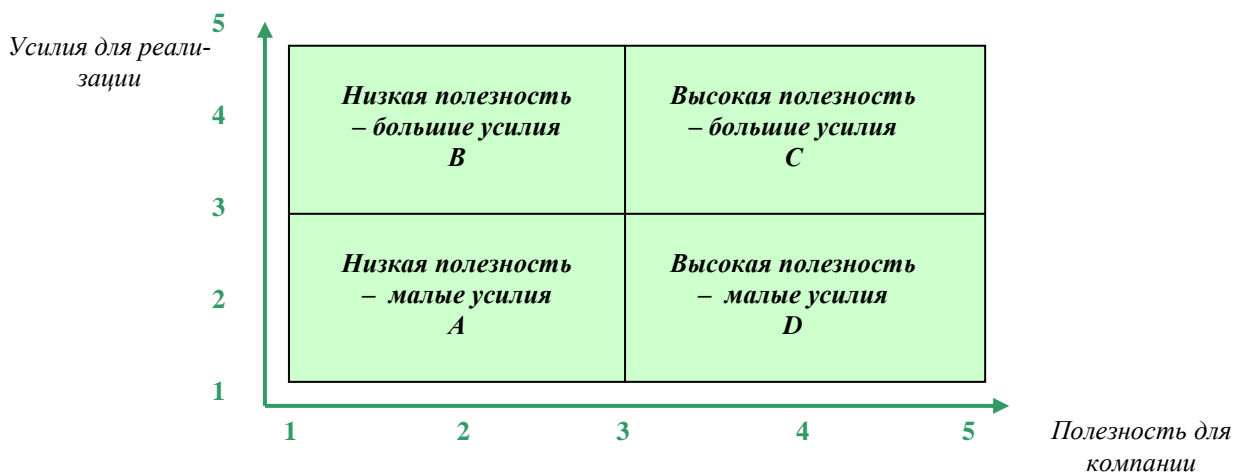 5
Усилия для реали-
зации
4
3
2
1
Низкая полезность
– большие усилия
B
Высокая полезность
– большие усилия
C
Низкая полезность
– малые усилия
A
Высокая полезность
– малые усилия
D
1 2 3 4 5
Полезность для
компании